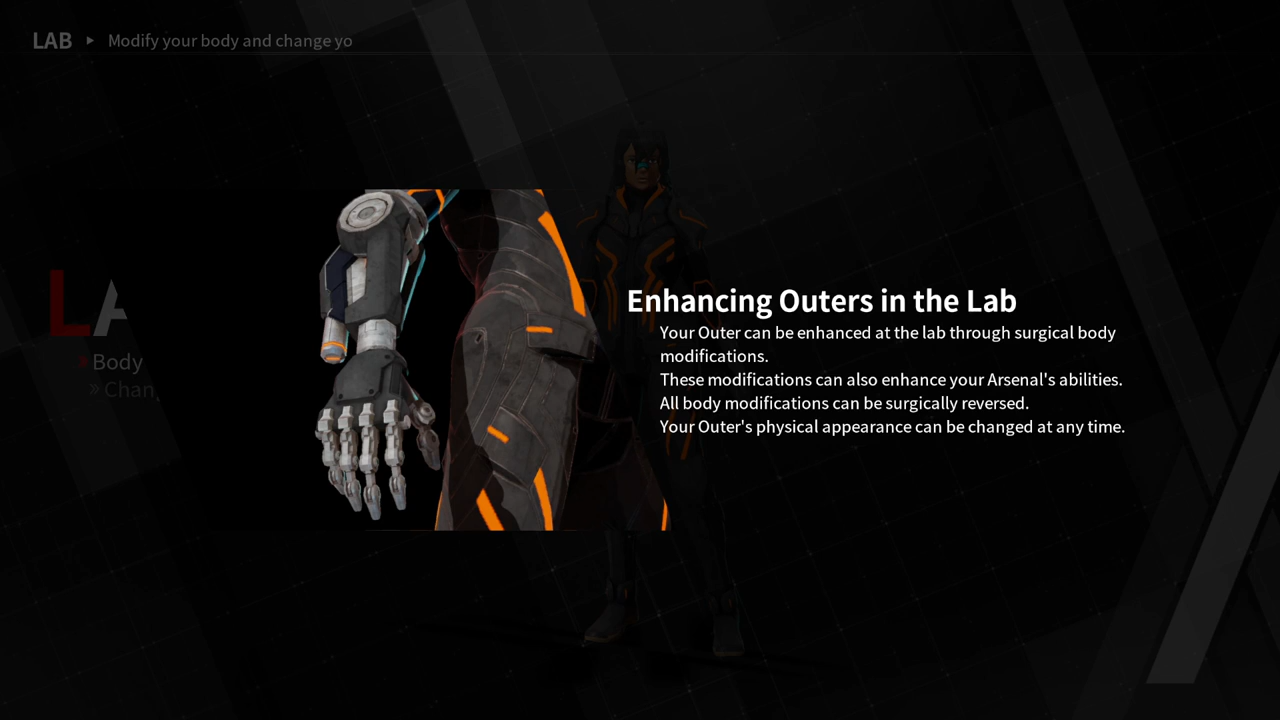 LAB ▶ Modify your body and change yo
Enhancing Outers in the Lab
Your Outer can be enhanced at the lab through surgical body
modifications.
These modifications can also enhance your Arsenal's abilities.
All body modifications can be surgically reversed.
Your Outer's physical appearance can be changed at any time.
LA
Body
» Chan